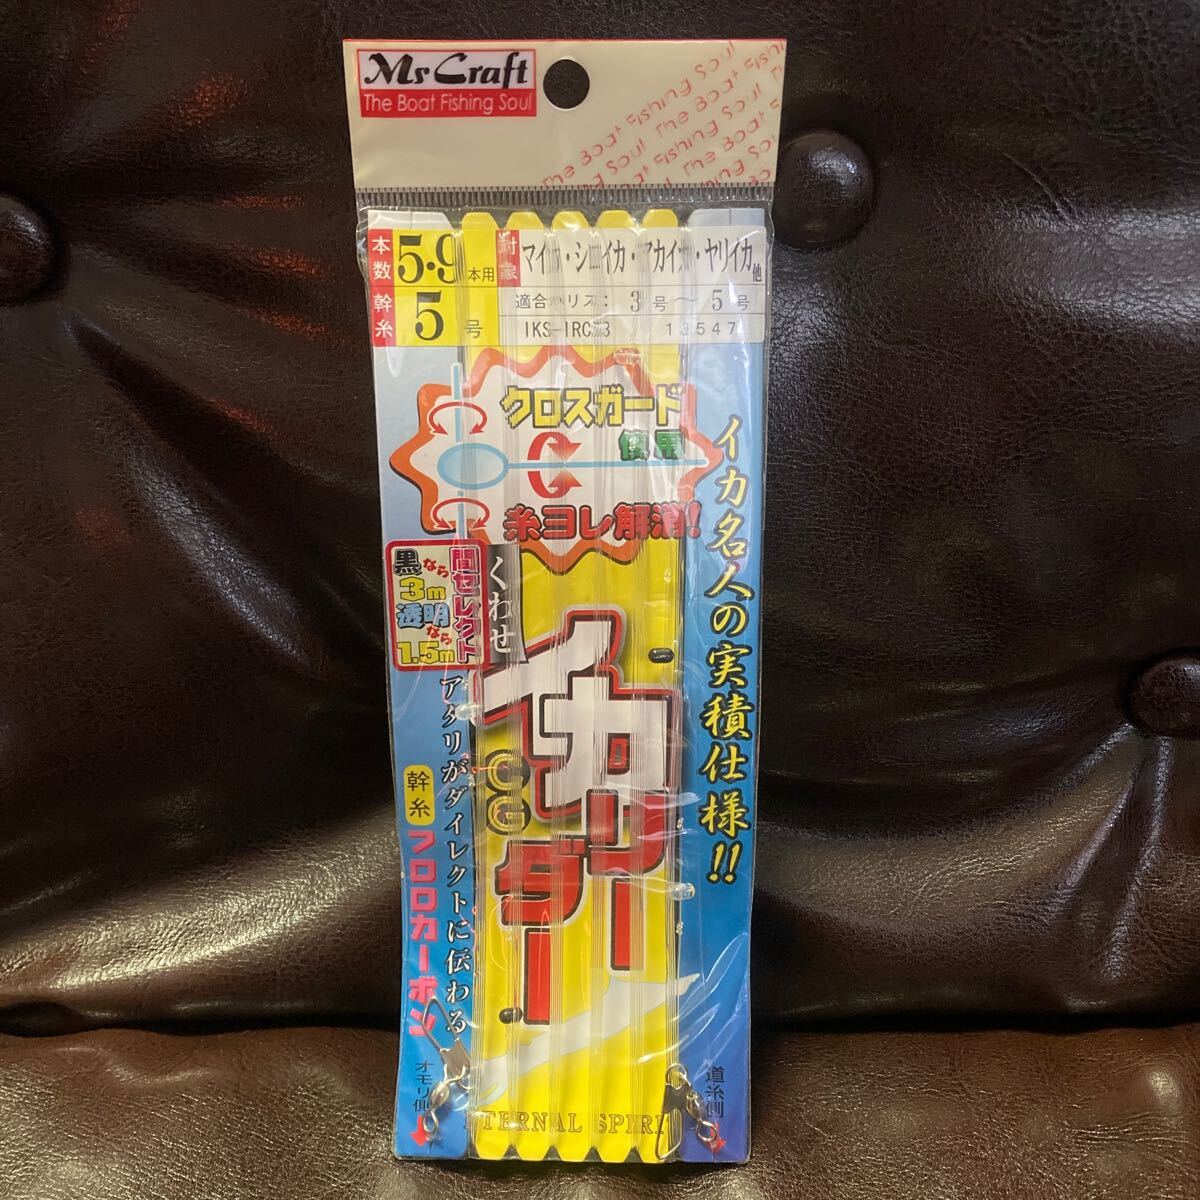 Ms Craft
The Boat Fishing Soul
The Boat Fishing Soul
本数
5・9
本用
対象
マイカ・シロイカ・アカイカ・ヤリイカ他
幹糸
5
号
適合ハリス: 3号〜5号
クロスガード
使用
糸ヨレ解消!
イカ名人の実積仕様!!
間セレクト
黒なら
3m
透明なら
1.5m
くわせ
イカリーダー
CG
アタリがダイレクトに伝わる
幹糸
フロロカーボン
オモリ側
道糸側